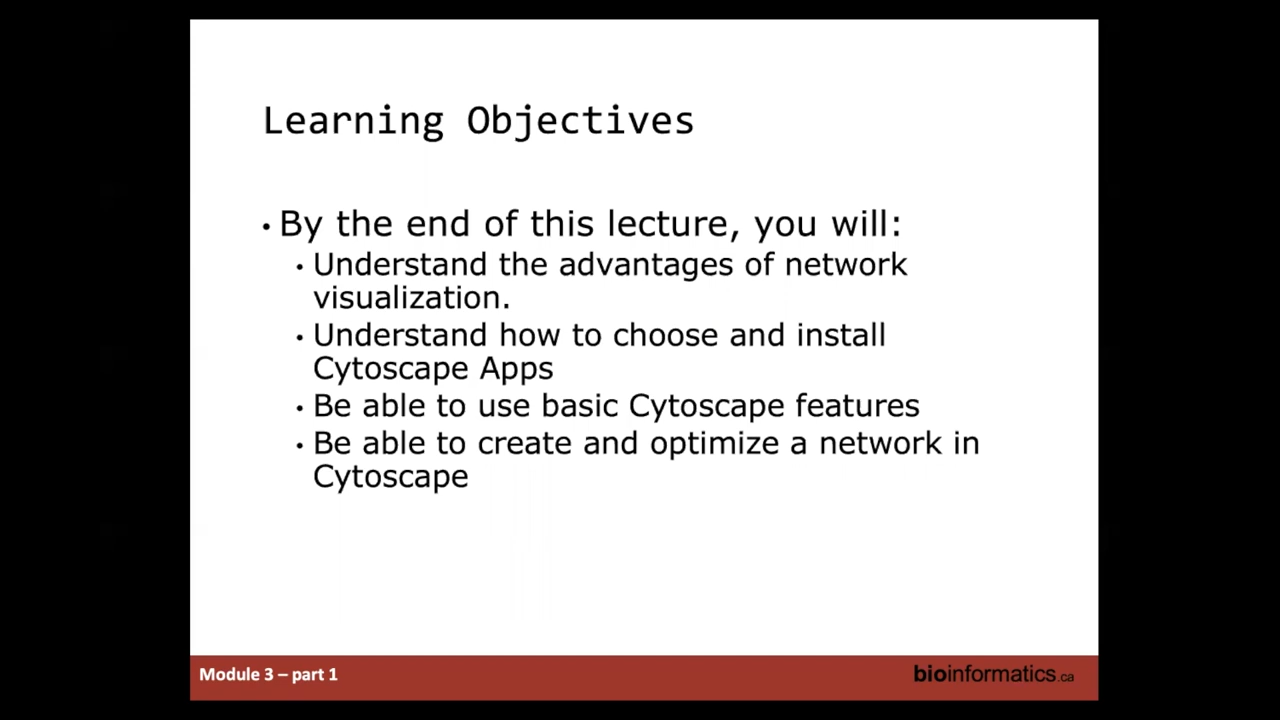 Learning Objectives
• By the end of this lecture, you will:
• Understand the advantages of network
visualization.
• Understand how to choose and install
Cytoscape Apps
• Be able to use basic Cytoscape features
• Be able to create and optimize a network in
Cytoscape
Module 3 – part 1
bioinformatics.ca